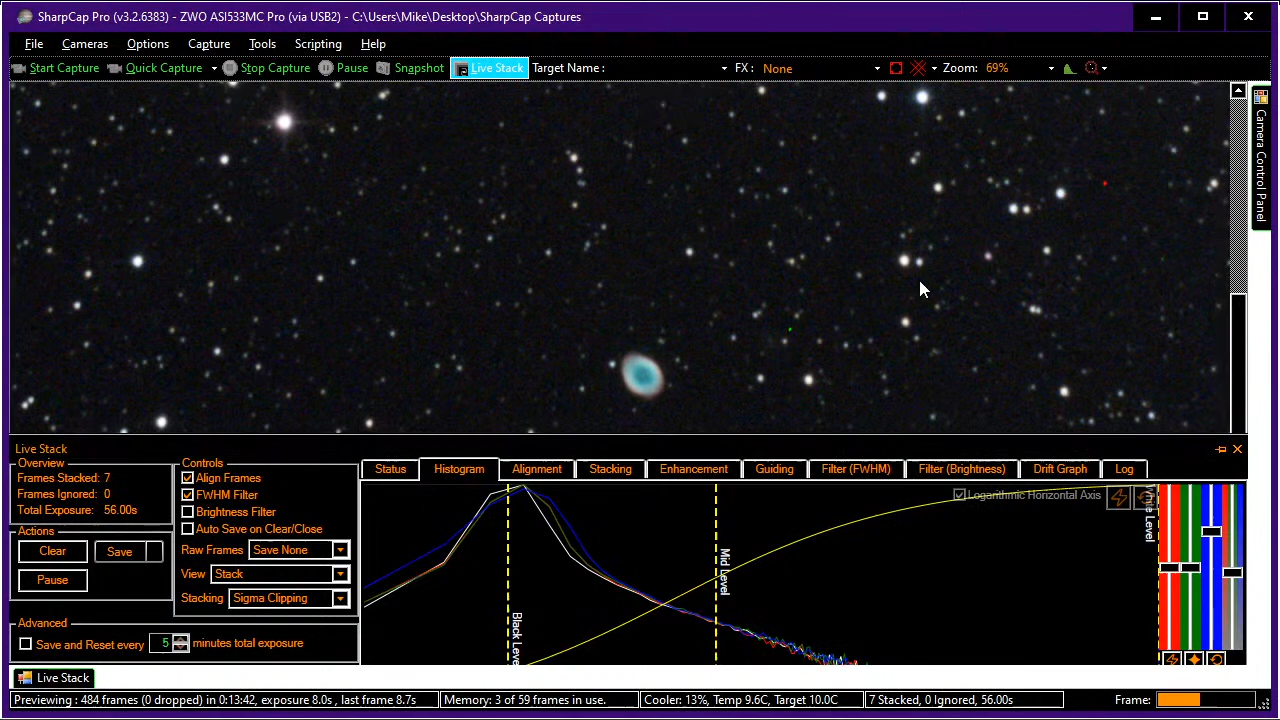 SharpCap Pro (v3.2.6383) - ZWO ASI533MC Pro (via USB2) - C:\Users\Mike\Desktop\SharpCap Captures
File Cameras Options Capture Tools Scripting Help
Start Capture Quick Capture Stop Capture Pause Snapshot Live Stack Target Name : FX : None Zoom: 69%
Camera Control Panel
Live Stack
Overview
Frames Stacked: 7
Frames Ignored: 0
Total Exposure: 56.00s
Actions
Clear Save
Pause
Controls
Align Frames
FWHM Filter
Brightness Filter
Auto Save on Clear/Close
Raw Frames Save None
View Stack
Stacking Sigma Clipping
Advanced
Save and Reset every 5 minutes total exposure
Status Histogram Alignment Stacking Enhancement Guiding Filter (FWHM) Filter (Brightness) Drift Graph Log
Logarithmic Horizontal Axis
Black Leve
Mid Level
White Level
Live Stack
Previewing : 484 frames (0 dropped) in 0:13:42, exposure 8.0s , last frame 8.7s Memory: 3 of 59 frames in use. Cooler: 13%, Temp 9.6C, Target 10.0C 7 Stacked, 0 Ignored, 56.00s Frame: